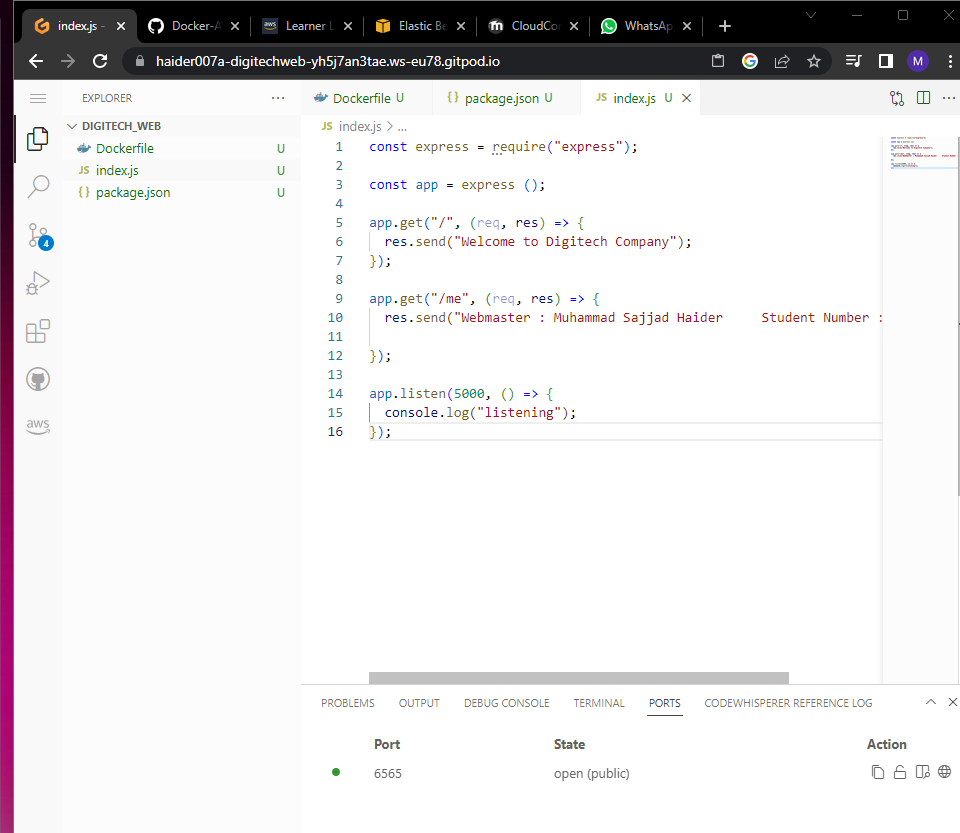 index.js -
Docker-A
aws Learner L
Elastic Be
m CloudCor
WhatsAp
haider007a-digitechweb-yh5j7an3tae.ws-eu78.gitpod.io
M
EXPLORER
Dockerfile U
{} package.json U
JS index.js U
DIGITECH_WEB
JS index.js > ...
Dockerfile U
JS index.js U
{} package.json U
4
aws
1 const express = require("express");
2
3 const app = express ();
4
5 app.get("/", (req, res) => {
6 res.send("Welcome to Digitech Company");
7 });
8
9 app.get("/me", (req, res) => {
10 res.send("Webmaster : Muhammad Sajjad Haider     Student Number :
11
12 });
13
14 app.listen(5000, () => {
15 console.log("listening");
16 });
PROBLEMS OUTPUT DEBUG CONSOLE TERMINAL PORTS CODEWHISPERER REFERENCE LOG
Port State Action
6565 open (public)